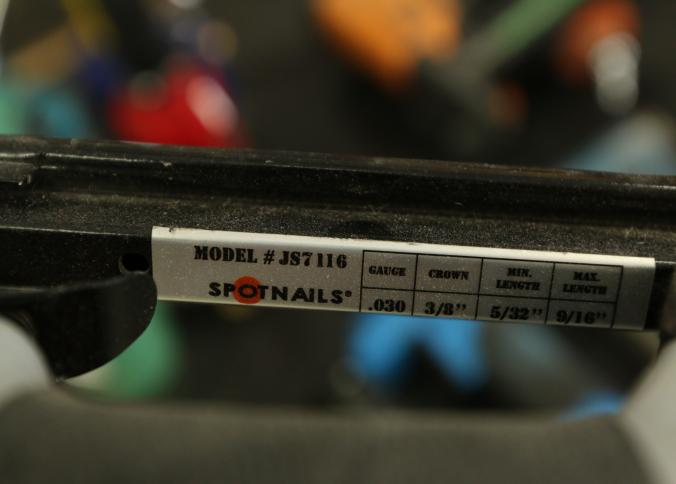 MODEL # JS7116
SPOTNAILS®
GAUGE CROWN MIN. LENGTH MAX. LENGTH
.030 3/8" 5/32" 9/16"